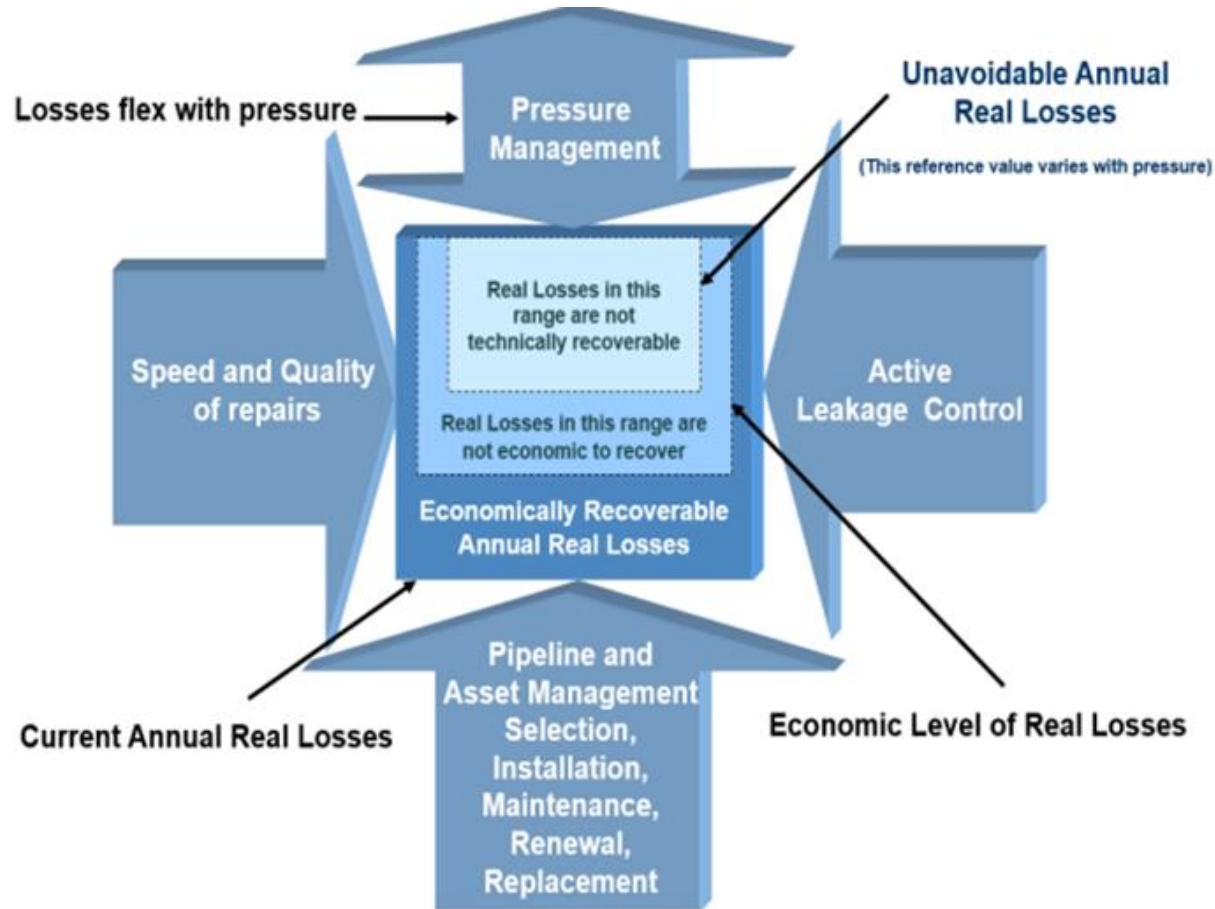 Losses flex with pressure
Pressure
Management
Unavoidable Annual
Real Losses
(This reference value varies with pressure)
Speed and Quality
of repairs
Real Losses in this
range are not
technically recoverable
Real Losses in this range are
not economic to recover
Economically Recoverable
Annual Real Losses
Active
Leakage Control
Current Annual Real Losses
Pipeline and
Asset Management
Selection,
Installation,
Maintenance,
Renewal,
Replacement
Economic Level of Real Losses